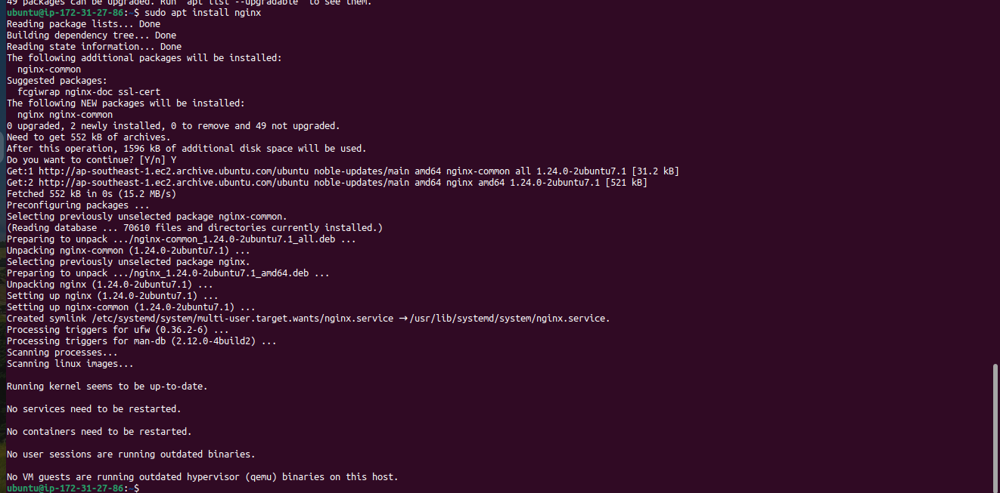 49 packages can be upgraded. Run 'apt list --upgradable' to see them.
ubuntu@ip-172-31-27-86:~$ sudo apt install nginx
Reading package lists... Done
Building dependency tree... Done
Reading state information... Done
The following additional packages will be installed:
  nginx-common
Suggested packages:
  fcgiwrap nginx-doc ssl-cert
The following NEW packages will be installed:
  nginx nginx-common
0 upgraded, 2 newly installed, 0 to remove and 49 not upgraded.
Need to get 552 kB of archives.
After this operation, 1596 kB of additional disk space will be used.
Do you want to continue? [Y/n] Y
Get:1 http://ap-southeast-1.ec2.archive.ubuntu.com/ubuntu noble-updates/main amd64 nginx-common all 1.24.0-2ubuntu7.1 [31.2 kB]
Get:2 http://ap-southeast-1.ec2.archive.ubuntu.com/ubuntu noble-updates/main amd64 nginx amd64 1.24.0-2ubuntu7.1 [521 kB]
Fetched 552 kB in 0s (15.2 MB/s)
Preconfiguring packages ...
Selecting previously unselected package nginx-common.
(Reading database ... 70610 files and directories currently installed.)
Preparing to unpack .../nginx-common_1.24.0-2ubuntu7.1_all.deb ...
Unpacking nginx-common (1.24.0-2ubuntu7.1) ...
Selecting previously unselected package nginx.
Preparing to unpack .../nginx_1.24.0-2ubuntu7.1_amd64.deb ...
Unpacking nginx (1.24.0-2ubuntu7.1) ...
Setting up nginx (1.24.0-2ubuntu7.1) ...
Setting up nginx-common (1.24.0-2ubuntu7.1) ...
Created symlink /etc/systemd/system/multi-user.target.wants/nginx.service → /usr/lib/systemd/system/nginx.service.
Processing triggers for ufw (0.36.2-6) ...
Processing triggers for man-db (2.12.0-4build2) ...
Scanning processes...
Scanning linux images...
Running kernel seems to be up-to-date.
No services need to be restarted.
No containers need to be restarted.
No user sessions are running outdated binaries.
No VM guests are running outdated hypervisor (qemu) binaries on this host.
ubuntu@ip-172-31-27-86:~$